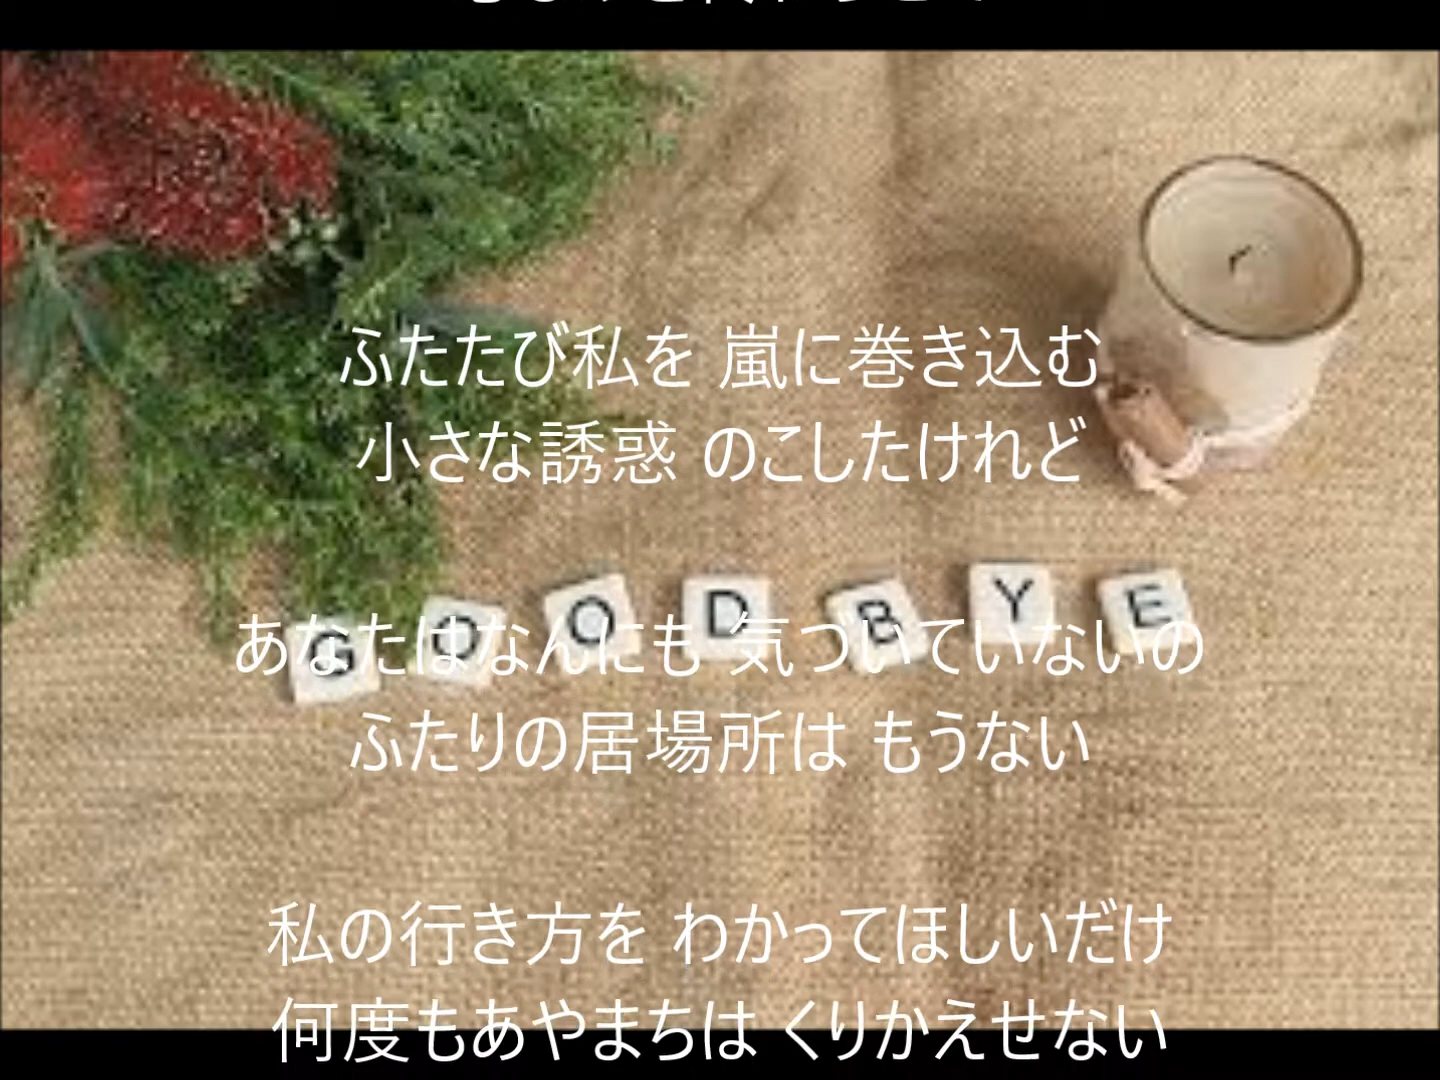 ふたたび私を 嵐に巻き込む
小さな誘惑 のこしたけれど
GOODBYE
あなたはなんにも 気づいていないの
ふたりの居場所は もうない
私の行き方を わかってほしいだけ
何度もあやまちは くりかえせない